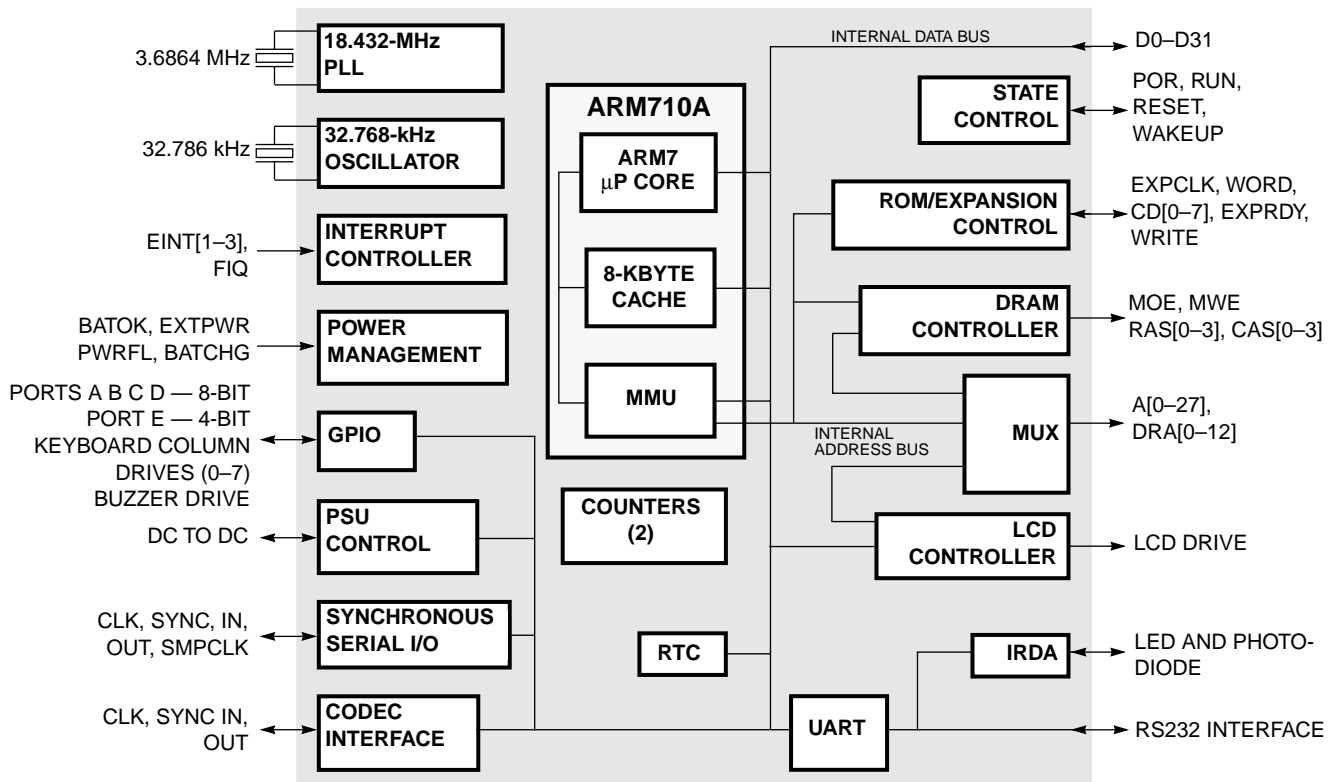 3.6864 MHz
18.432-MHz
PLL
32.786 kHz
32.768-kHz
OSCILLATOR
EINT[1–3],
FIQ
INTERRUPT
CONTROLLER
BATOK, EXTPWR
PWRFL, BATCHG
POWER
MANAGEMENT
PORTS A B C D — 8-BIT
PORT E — 4-BIT
KEYBOARD COLUMN
DRIVES (0–7)
BUZZER DRIVE
GPIO
DC TO DC
PSU
CONTROL
CLK, SYNC, IN,
OUT, SMPCLK
SYNCHRONOUS
SERIAL I/O
CLK, SYNC IN,
OUT
CODEC
INTERFACE
ARM710A
ARM7
μP CORE
8-KBYTE
CACHE
MMU
COUNTERS
(2)
RTC
UART
INTERNAL DATA BUS
D0–D31
STATE
CONTROL
POR, RUN,
RESET,
WAKEUP
ROM/EXPANSION
CONTROL
EXPCLK, WORD,
CD[0–7], EXPRDY,
WRITE
DRAM
CONTROLLER
MOE, MWE
RAS[0–3], CAS[0–3]
INTERNAL
ADDRESS BUS
MUX
A[0–27],
DRA[0–12]
LCD
CONTROLLER
LCD DRIVE
IRDA
LED AND PHOTO-
DIODE
RS232 INTERFACE